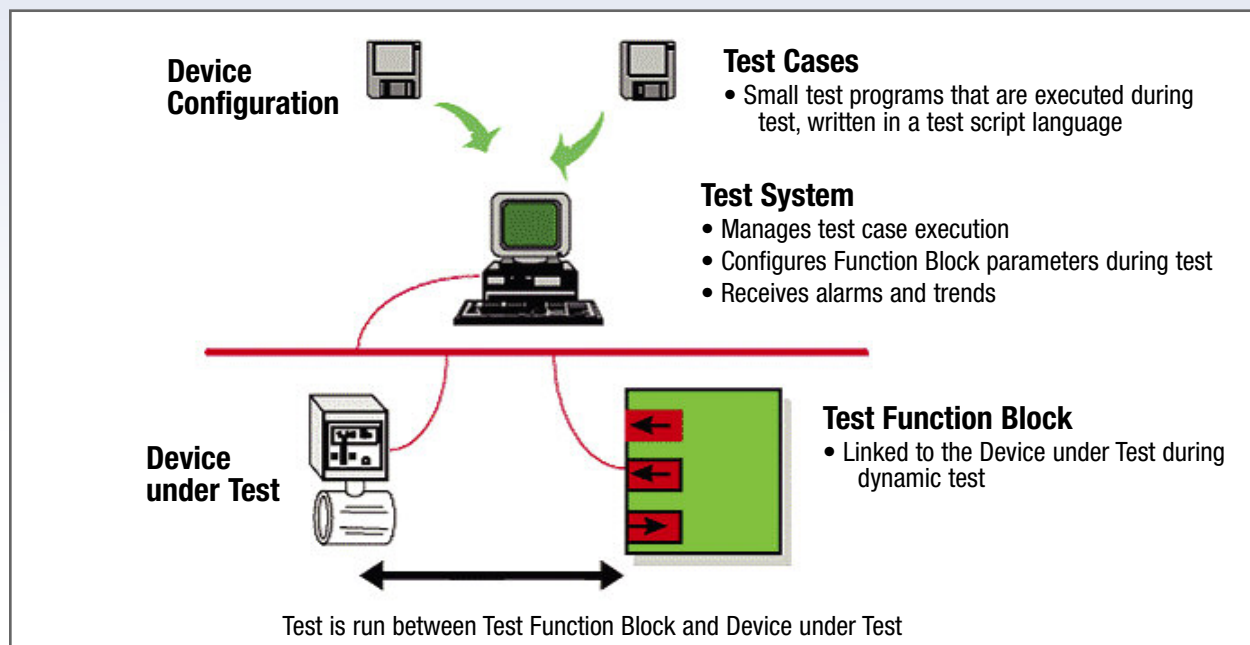 Device
Configuration
Test Cases
• Small test programs that are executed during
test, written in a test script language
Test System
• Manages test case execution
• Configures Function Block parameters during test
• Receives alarms and trends
Device
under Test
Test Function Block
• Linked to the Device under Test during
dynamic test
Test is run between Test Function Block and Device under Test